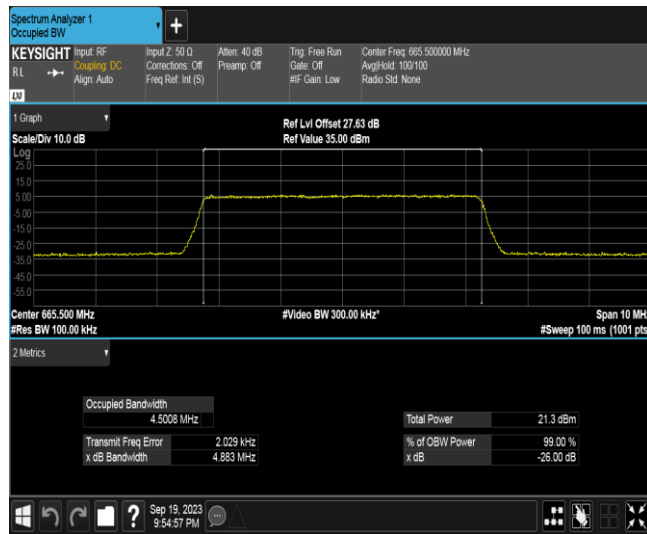 Spectrum Analyzer 1
Occupied BW
+
KEYSIGHT
RL
LXI
Input: RF
Coupling: DC
Align: Auto
Input Z: 50 Ω
Corrections: Off
Freq Ref: Int (S)
Atten: 40 dB
Preamp: Off
Trig: Free Run
Gate: Off
#IF Gain: Low
Center Freq: 665.500000 MHz
Avg|Hold: 100/100
Radio Std: None
1 Graph
Scale/Div 10.0 dB
Ref Lvl Offset 27.63 dB
Ref Value 35.00 dBm
Log
25.0
15.0
5.00
-5.00
-15.0
-25.0
-35.0
-45.0
-55.0
Center 665.500 MHz
#Res BW 100.00 kHz
#Video BW 300.00 kHz*
Span 10 MHz
#Sweep 100 ms (1001 pts
2 Metrics
Occupied Bandwidth
4.5008 MHz
Transmit Freq Error 2.029 kHz
x dB Bandwidth 4.883 MHz
Total Power 21.3 dBm
% of OBW Power 99.00 %
x dB -26.00 dB
?
Sep 19, 2023
9:54:57 PM